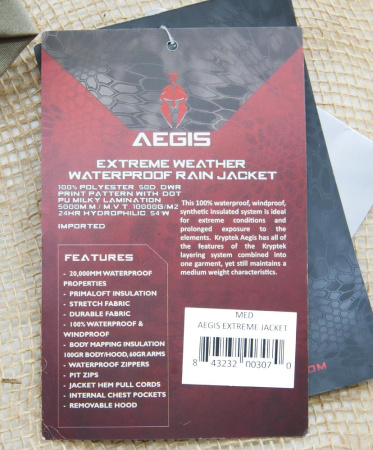 AEGIS
EXTREME WEATHER
WATERPROOF RAIN JACKET
100% POLYESTER 50D DWR
PRINT PATTERN WITH DOT
PU MILKY LAMINATION
5000M M / M V T 10000G/M2
24HR HYDROPHILIC 54"W
IMPORTED
This 100% waterproof, windproof,
synthetic insulated system is ideal
for extreme conditions and
prolonged exposure to the
elements. Kryptek Aegis has all of
the features of the Kryptek
layering system combined into
one garment, yet still maintains a
medium weight characteristics.
FEATURES
- 20,000MM WATERPROOF
PROPERTIES
- PRIMALOFT INSULATION
- STRETCH FABRIC
- DURABLE FABRIC
- 100% WATERPROOF &
WINDPROOF
- BODY MAPPING INSULATION
100GR BODY/HOOD, 60GR ARMS
- WATERPROOF ZIPPERS
- PIT ZIPS
- JACKET HEM PULL CORDS
- INTERNAL CHEST POCKETS
- REMOVABLE HOOD
MED
AEGIS EXTREME JACKET
8 43232 00307 0
.COM